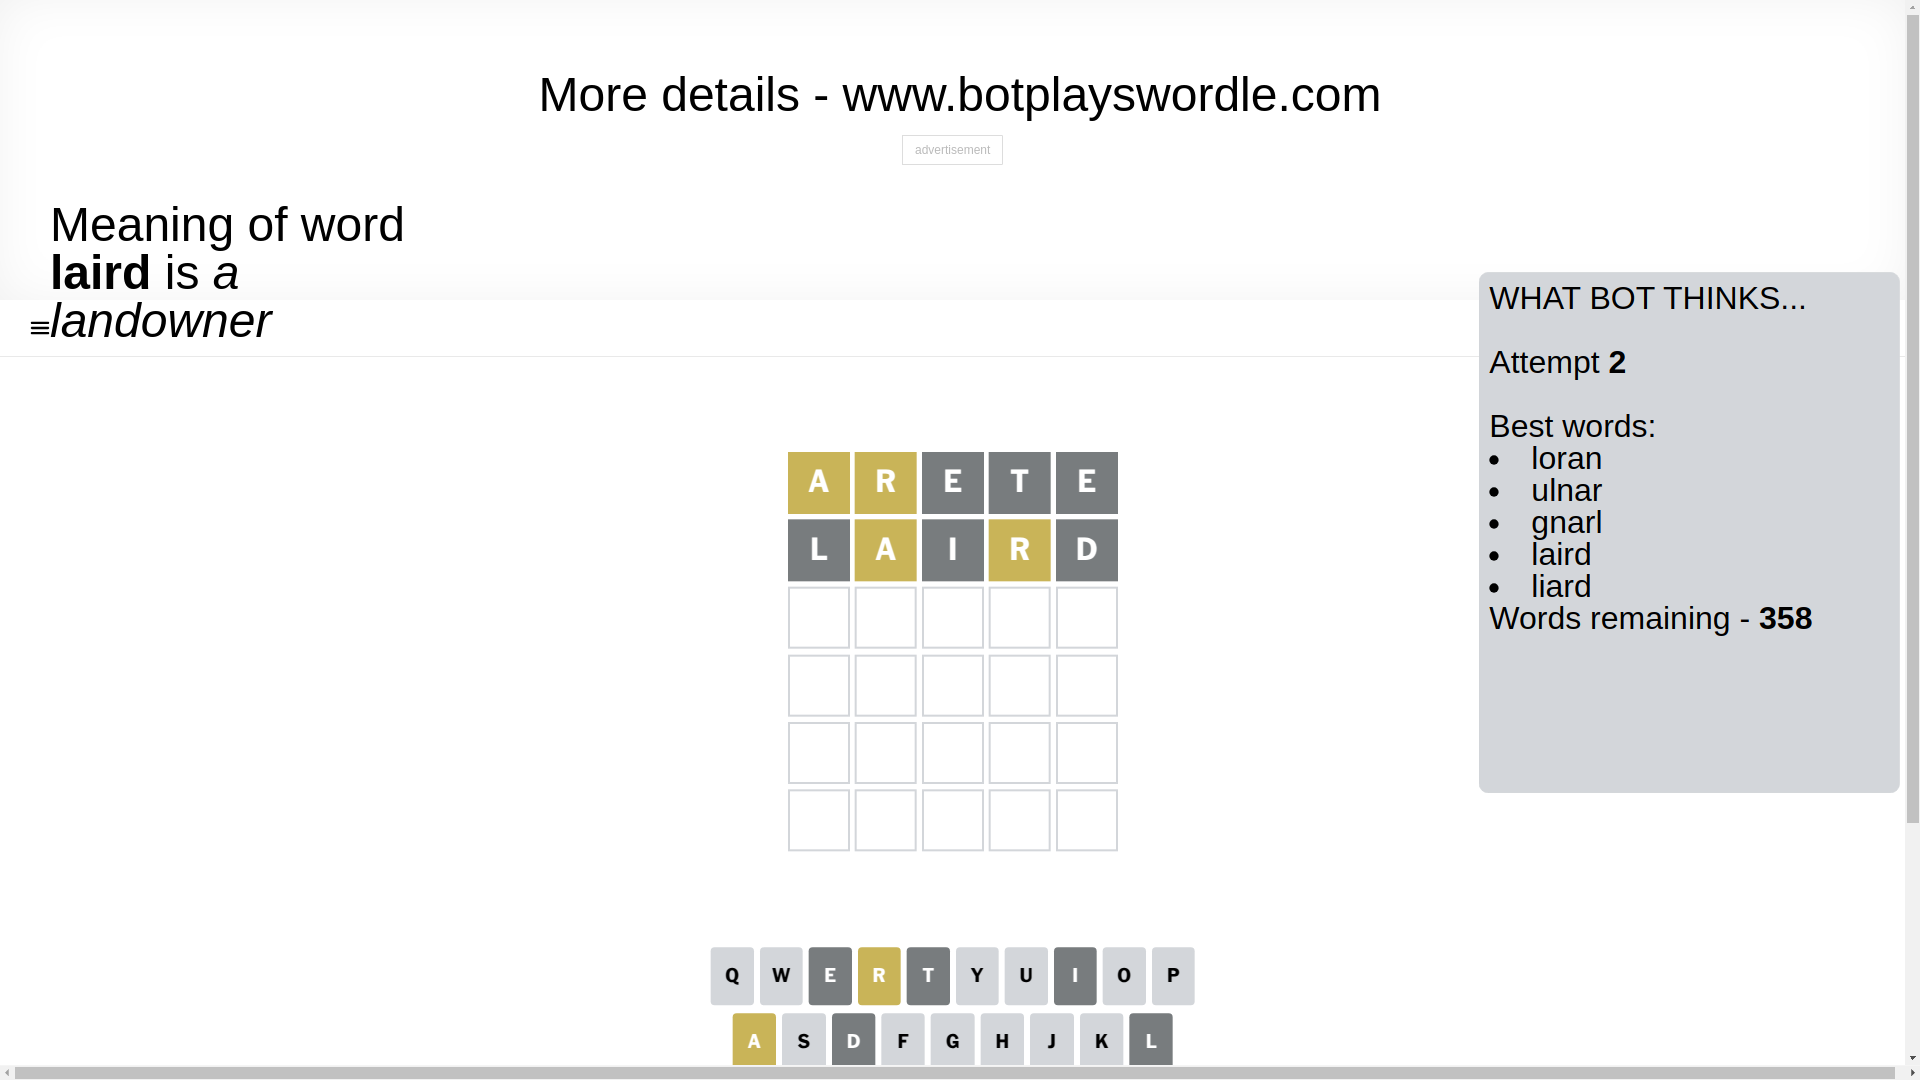 More details - www.botplayswordle.com
advertisement
Meaning of word
laird is a
landowner
WHAT BOT THINKS...
Attempt 2
Best words:
loran
ulnar
gnarl
laird
liard
Words remaining - 358
A R E T E
L A I R D
Q W E R T Y U I O P
A S D F G H J K L